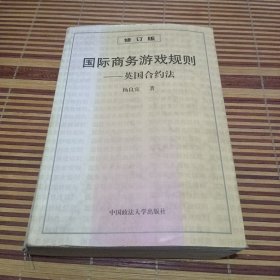 修订版
国际商务游戏规则
——英国合约法
杨良宜 著
中国政法大学出版社